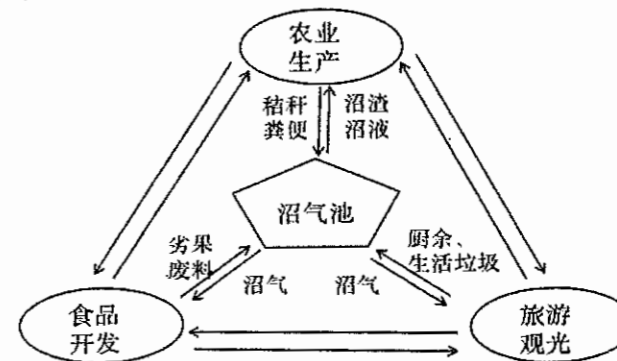 农业
生产
秸秆
粪便
沼渣
沼液
沼气池
劣果
废料
厨余、
生活垃圾
沼气
沼气
食品
开发
旅游
观光